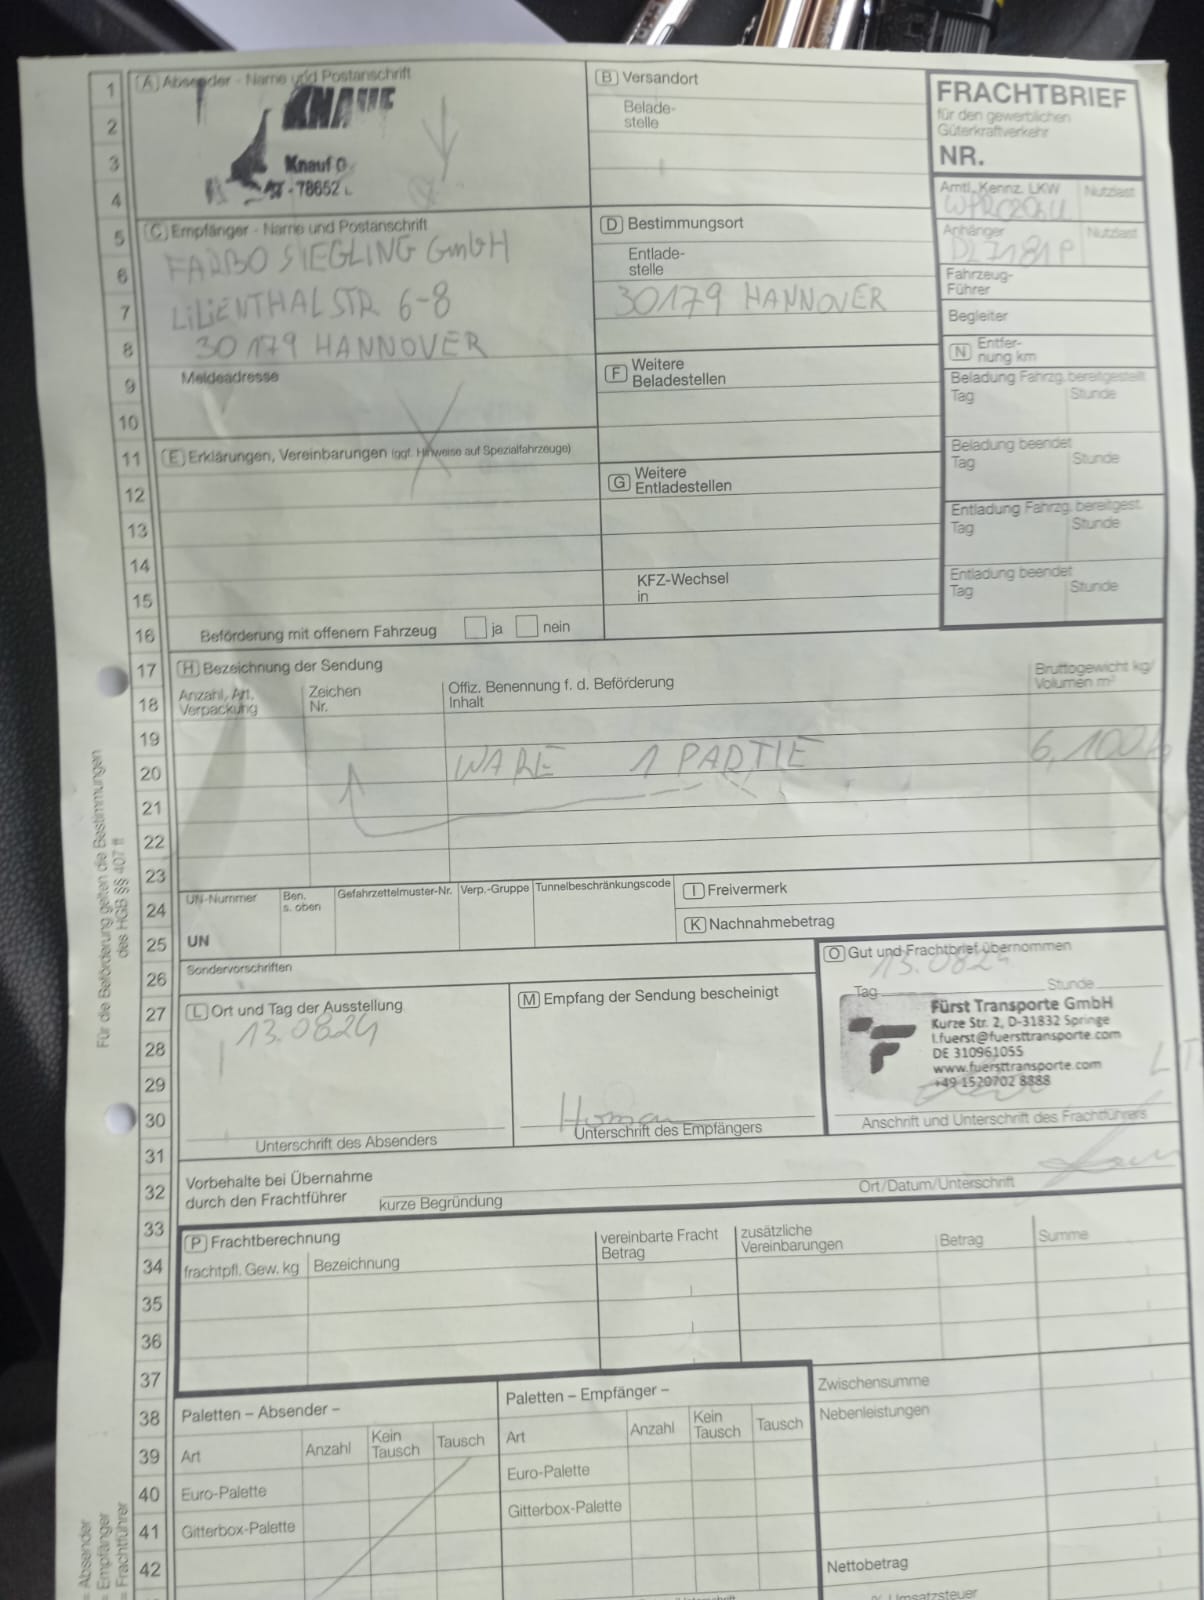 1
2
3
4
5
6
7
8
9
10
11
12
13
14
15
16
17
18
19
20
21
22
23
24
25
26
27
28
29
30
31
32
33
34
35
36
37
38
39
40
41
42
A Absender - Name und Postanschrift
KNAUF
Knauf
- 78652
B Versandort
Belade-
stelle
FRACHTBRIEF
für den gewerblichen
Güterkraftverkehr
NR.
Amtl. Kennz. LKW Nutzlast
Anhänger Nutzlast
Fahrzeug-
Führer
Begleiter
N Entfer-
nung km
Beladung Fahrzg. bereitgestellt
Tag Stunde
Beladung beendet
Tag Stunde
Entladung Fahrzg. bereitgest.
Tag Stunde
Entladung beendet
Tag Stunde
C Empfänger - Name und Postanschrift
FARBO SIEGLING GmbH
LILIENTHALSTR 6-8
30179 HANNOVER
Meldeadresse
D Bestimmungsort
Entlade-
stelle
30179 HANNOVER
F Weitere
Beladestellen
E Erklärungen, Vereinbarungen (ggf. Hinweise auf Spezialfahrzeuge)
G Weitere
Entladestellen
KFZ-Wechsel
in
Beförderung mit offenem Fahrzeug ja nein
H Bezeichnung der Sendung
Anzahl, Art,
Verpackung
Zeichen
Nr.
Offiz. Benennung f. d. Beförderung
Inhalt
Bruttogewicht kg/
Volumen m³
WARE 1 PARTIE
UN-Nummer
UN
Ben.
s. oben
Gefahrzettelmuster-Nr.
Verp.-Gruppe
Tunnelbeschränkungscode
I Freivermerk
K Nachnahmebetrag
Sondervorschriften
L Ort und Tag der Ausstellung
13.0824
Unterschrift des Absenders
M Empfang der Sendung bescheinigt
Unterschrift des Empfängers
O Gut und Frachtbrief übernommen
13.0824
Tag Stunde
Fürst Transporte GmbH
Kurze Str. 2, D-31832 Springe
l.fuerst@fuersttransporte.com
DE 310961055
www.fuersttransporte.com
+49 1520702 8888
Anschrift und Unterschrift des Frachtführers
Vorbehalte bei Übernahme
durch den Frachtführer kurze Begründung Ort/Datum/Unterschrift
P Frachtberechnung
frachtpfl. Gew. kg Bezeichnung
vereinbarte Fracht
Betrag
zusätzliche
Vereinbarungen
Betrag
Summe
Zwischensumme
Nebenleistungen
Nettobetrag
Umsatzsteuer
Paletten – Absender –
Art Anzahl Kein
Tausch Tausch
Euro-Palette
Gitterbox-Palette
Paletten – Empfänger –
Art Anzahl Kein
Tausch Tausch
Euro-Palette
Gitterbox-Palette
Für die Beförderung gelten die Bestimmungen
des HGB §§ 407 ff
= Absender
= Empfänger
= Frachtführer